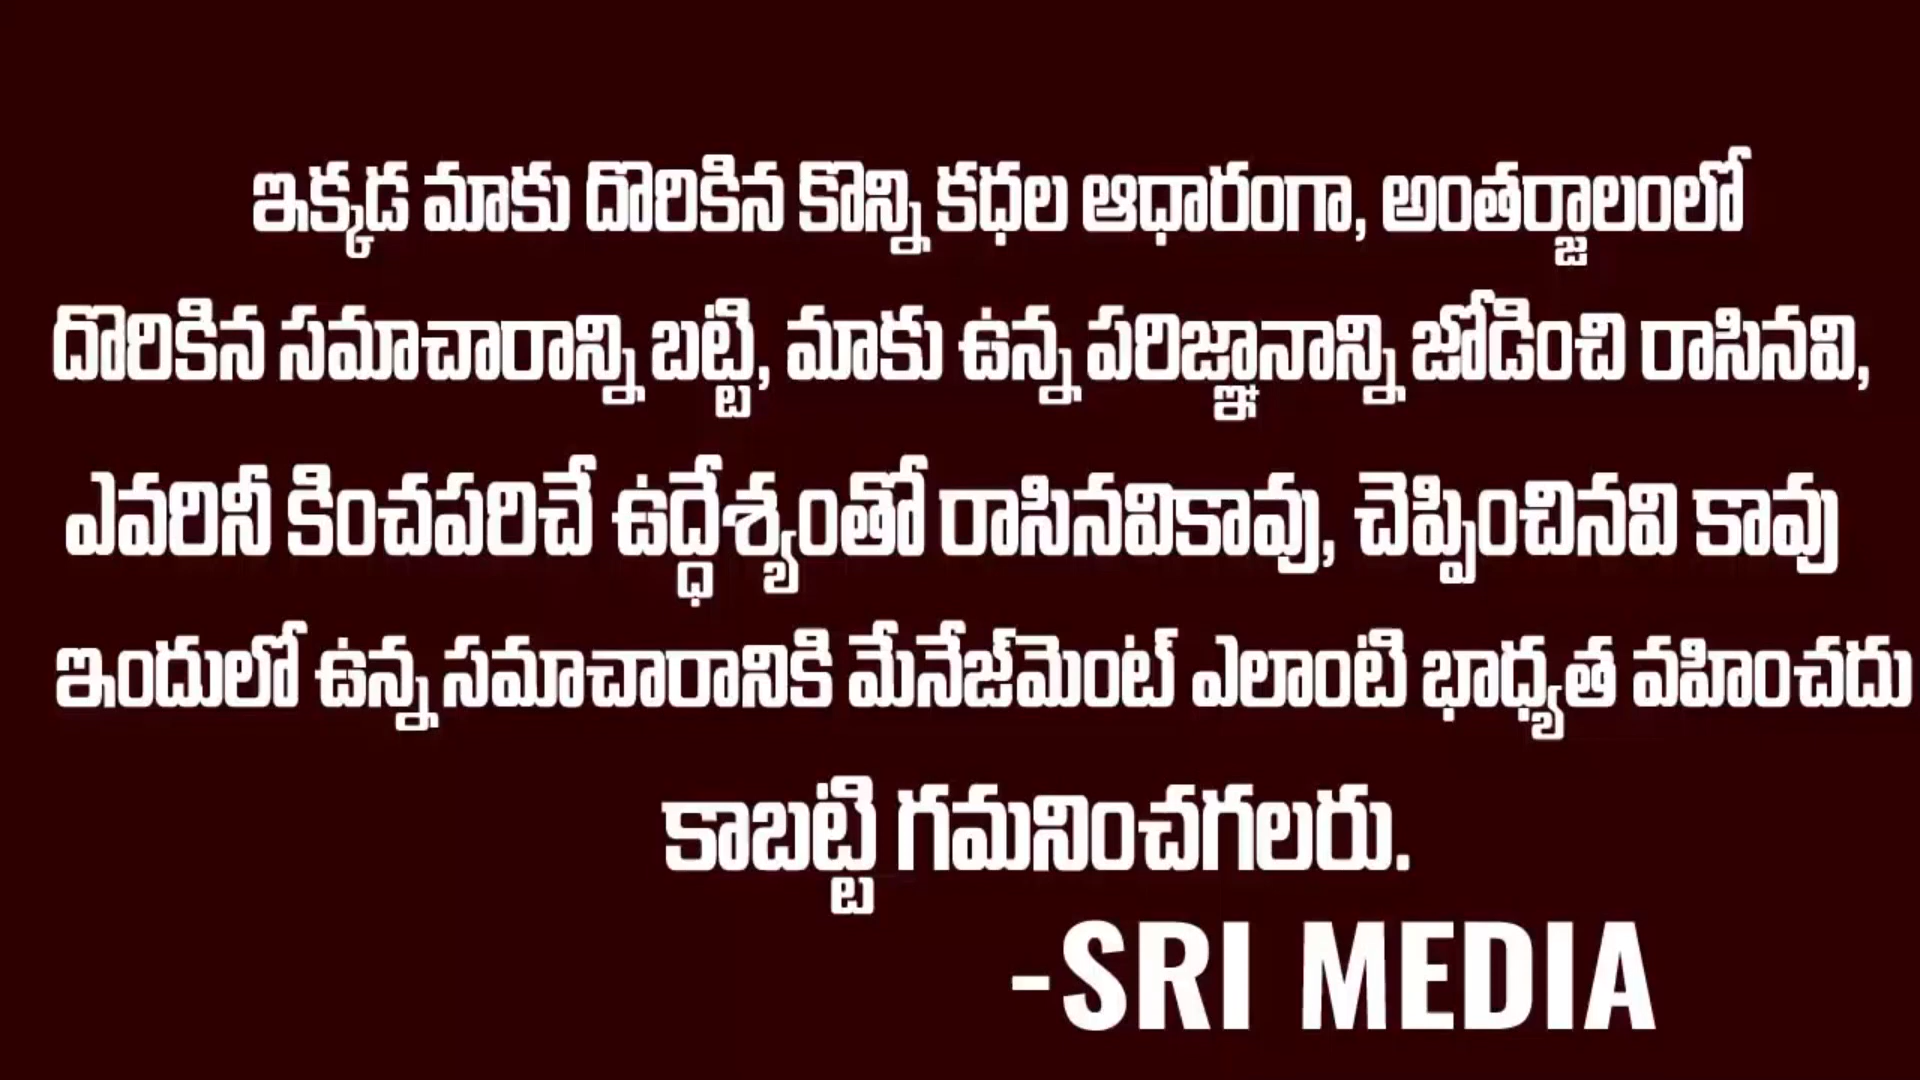 ఇక్కడ మాకు దొరికిన కొన్ని కధల ఆధారంగా, అంతర్జాలంలో
దొరికిన సమాచారాన్ని బట్టి, మాకు ఉన్న పరిజ్ఞానాన్ని జోడించి రాసినవి,
ఎవరినీ కించపరిచే ఉద్ధేశ్యంతో రాసినవికావు, చెప్పించినవి కావు
ఇందులో ఉన్న సమాచారానికి మేనేజ్‌మెంట్ ఎలాంటి భాధ్యత వహించదు
కాబట్టి గమనించగలరు.
-SRI MEDIA